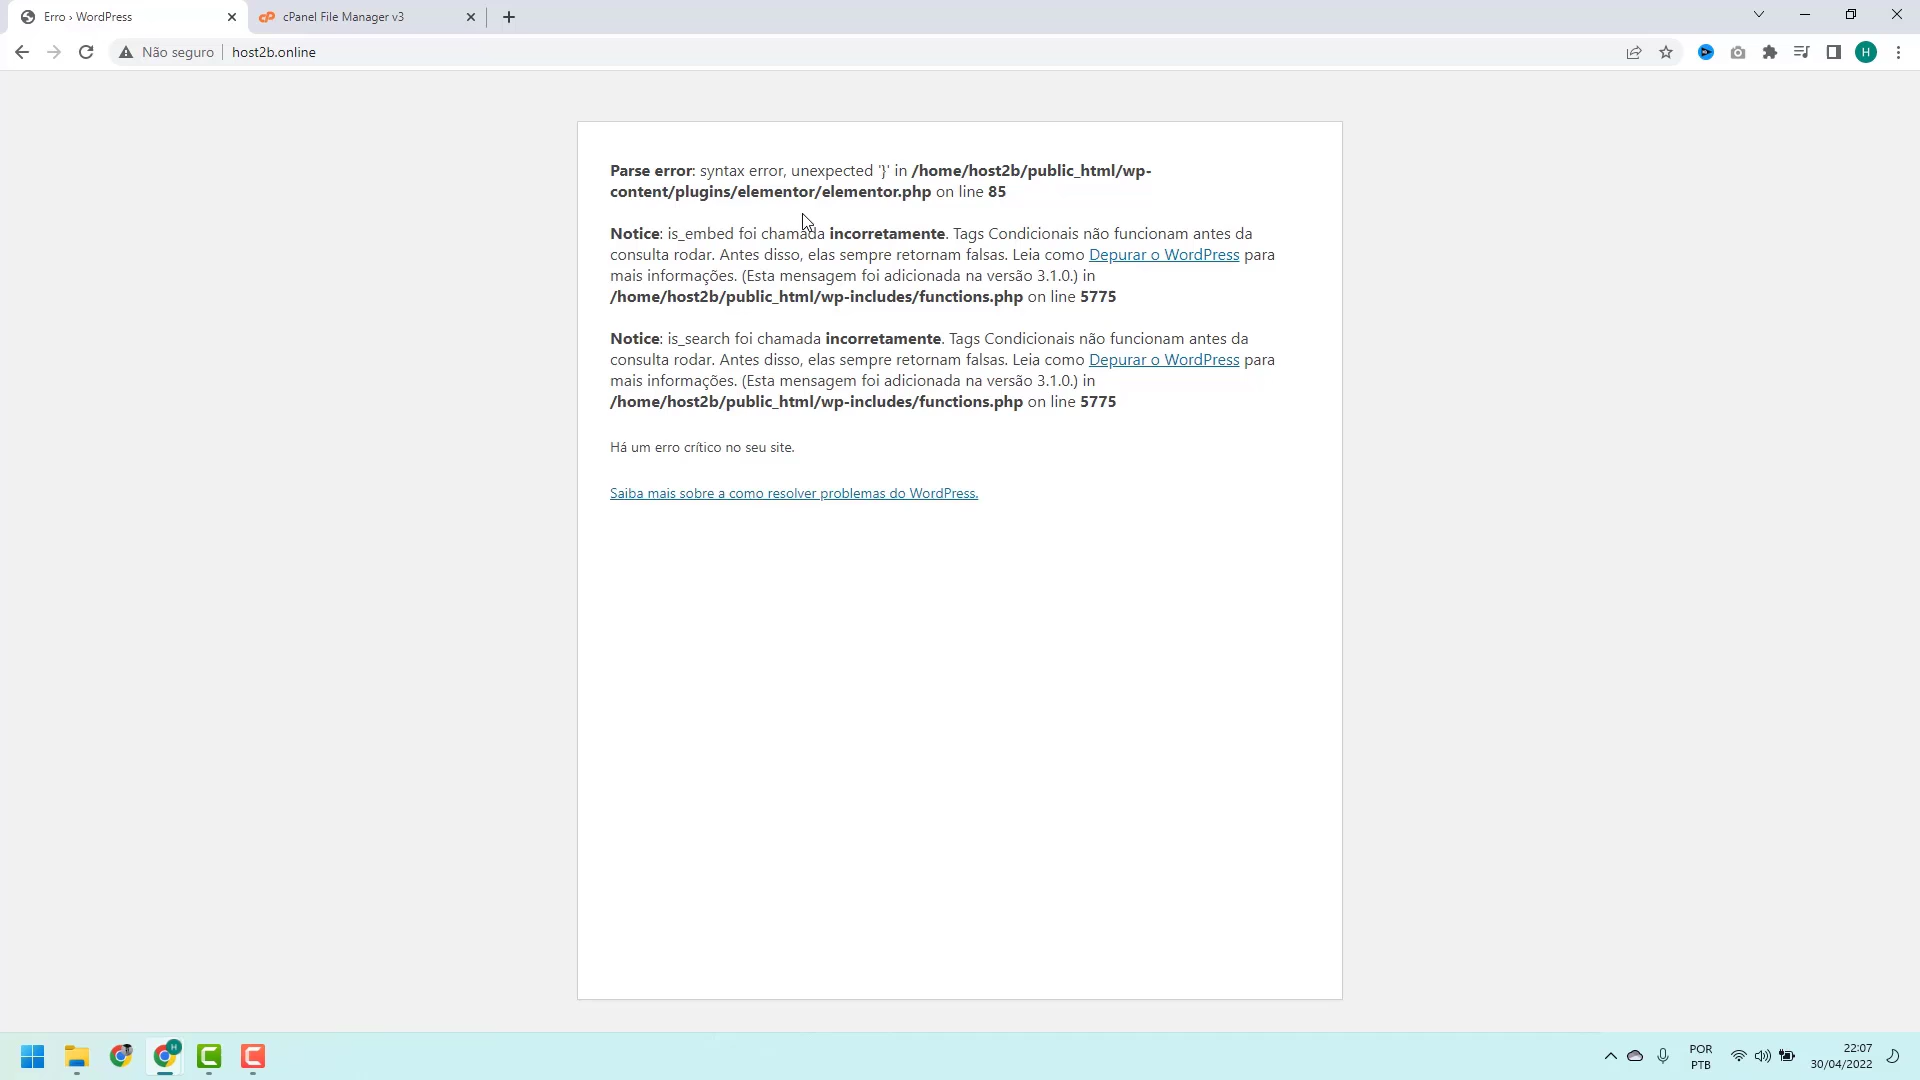 Erro › WordPress
cPanel File Manager v3
Não seguro
host2b.online
H
Parse error: syntax error, unexpected '}' in /home/host2b/public_html/wp-
content/plugins/elementor/elementor.php on line 85
Notice: is_embed foi chamada incorretamente. Tags Condicionais não funcionam antes da
consulta rodar. Antes disso, elas sempre retornam falsas. Leia como Depurar o WordPress para
mais informações. (Esta mensagem foi adicionada na versão 3.1.0.) in
/home/host2b/public_html/wp-includes/functions.php on line 5775
Notice: is_search foi chamada incorretamente. Tags Condicionais não funcionam antes da
consulta rodar. Antes disso, elas sempre retornam falsas. Leia como Depurar o WordPress para
mais informações. (Esta mensagem foi adicionada na versão 3.1.0.) in
/home/host2b/public_html/wp-includes/functions.php on line 5775
Há um erro crítico no seu site.
Saiba mais sobre a como resolver problemas do WordPress.
H
POR
PTB
22:07
30/04/2022